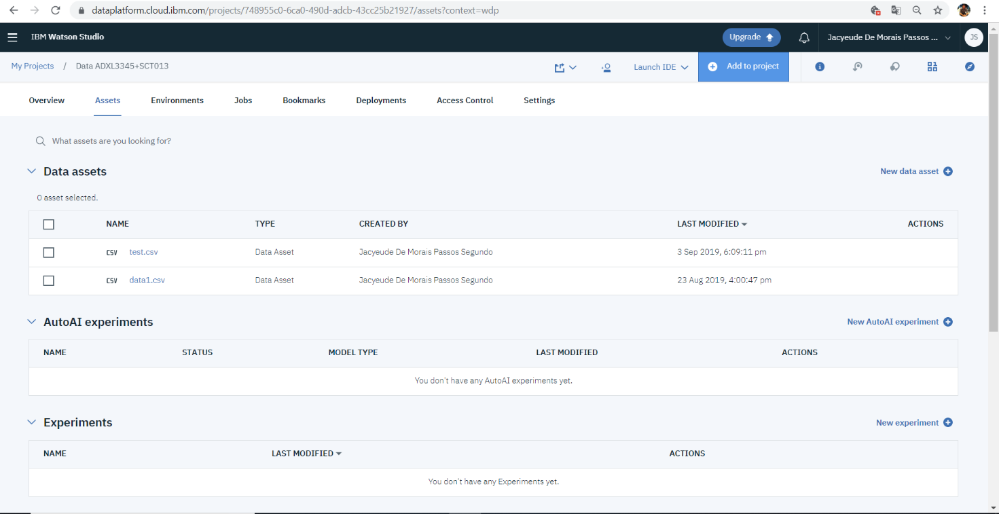 dataplatform.cloud.ibm.com/projects/748955c0-6ca0-490d-adcb-43cc25b21927/assets?context=wdp
IBM Watson Studio Upgrade Jacyeude De Morais Passos ... JS
My Projects / Data ADXL3345+SCT013 Launch IDE Add to project
Overview Assets Environments Jobs Bookmarks Deployments Access Control Settings
What assets are you looking for?
Data assets New data asset
0 asset selected.
NAME TYPE CREATED BY LAST MODIFIED ACTIONS
CSV test.csv Data Asset Jacyeude De Morais Passos Segundo 3 Sep 2019, 6:09:11 pm
CSV data1.csv Data Asset Jacyeude De Morais Passos Segundo 23 Aug 2019, 4:00:47 pm
AutoAI experiments New AutoAI experiment
NAME STATUS MODEL TYPE LAST MODIFIED ACTIONS
You don't have any AutoAI experiments yet.
Experiments New experiment
NAME LAST MODIFIED ACTIONS
You don't have any Experiments yet.